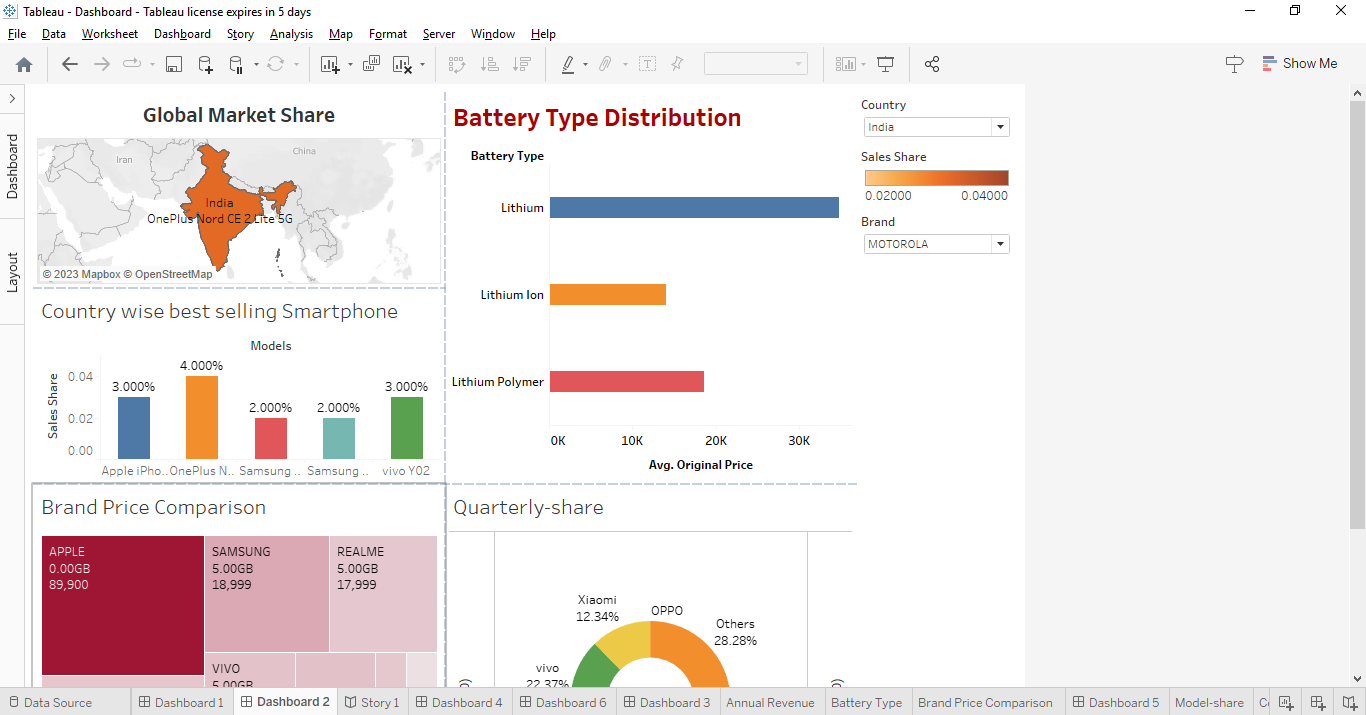 Tableau - Dashboard - Tableau license expires in 5 days
File Data Worksheet Dashboard Story Analysis Map Format Server Window Help
Show Me
Dashboard
Layout
Global Market Share
Iran
China
India
OnePlus Nord CE 2 Lite 5G
© 2023 Mapbox © OpenStreetMap
Country wise best selling Smartphone
Models
Sales Share
0.04
0.02
0.00
3.000%
4.000%
2.000%
2.000%
3.000%
Apple iPho.. OnePlus N.. Samsung .. Samsung .. vivo Y02
Battery Type Distribution
Battery Type
Lithium
Lithium Ion
Lithium Polymer
0K 10K 20K 30K
Avg. Original Price
Country
India
Sales Share
0.02000 0.04000
Brand
MOTOROLA
Brand Price Comparison
APPLE
0.00GB
89,900
SAMSUNG
5.00GB
18,999
REALME
5.00GB
17,999
VIVO
5.00GB
Quarterly-share
Xiaomi
12.34%
OPPO
Others
28.28%
vivo
22.37%
Data Source Dashboard 1 Dashboard 2 Story 1 Dashboard 4 Dashboard 6 Dashboard 3 Annual Revenue Battery Type Brand Price Comparison Dashboard 5 Model-share